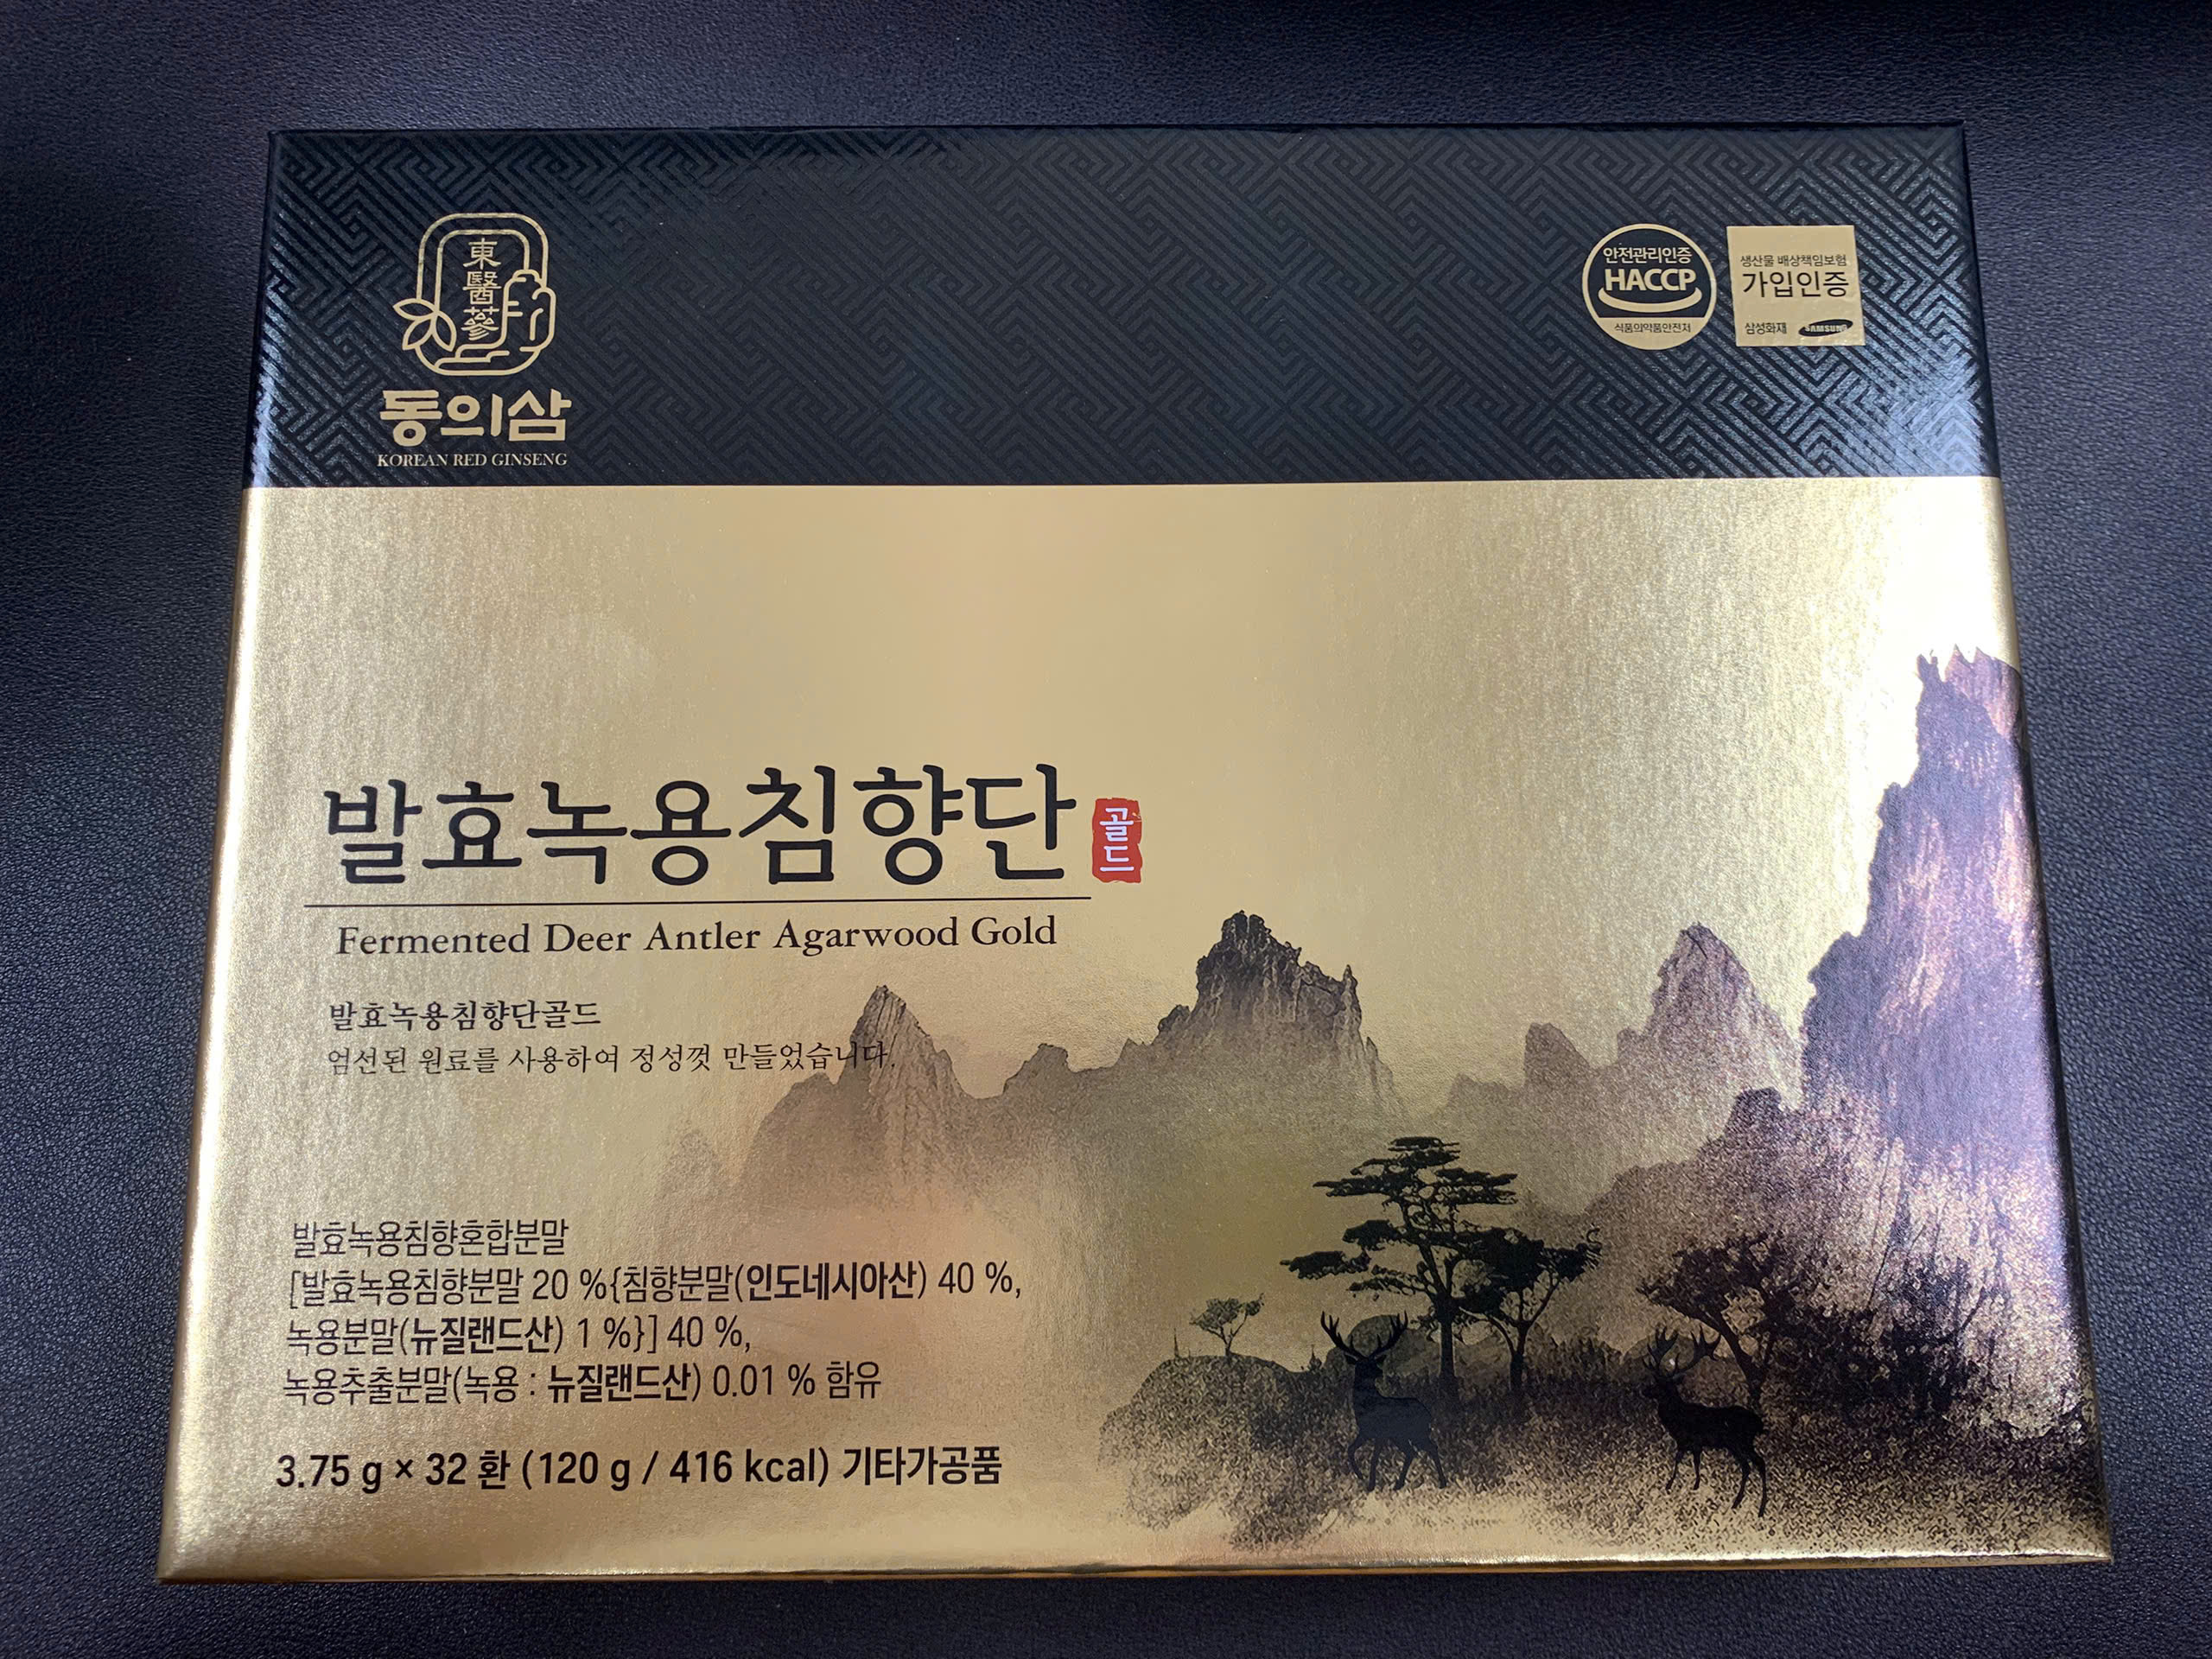 東
醫
蔘
동의삼
KOREAN RED GINSENG
안전관리인증
HACCP
식품의약품안전처
생산물 배상책임보험
가입인증
삼성화재 SAMSUNG
발효녹용침향단 골드
Fermented Deer Antler Agarwood Gold
발효녹용침향단골드
엄선된 원료를 사용하여 정성껏 만들었습니다.
발효녹용침향혼합분말
[발효녹용침향분말 20 %{침향분말(인도네시아산) 40 %,
녹용분말(뉴질랜드산) 1 %}] 40 %,
녹용추출분말(녹용 : 뉴질랜드산) 0.01 % 함유
3.75 g × 32 환 (120 g / 416 kcal) 기타가공품